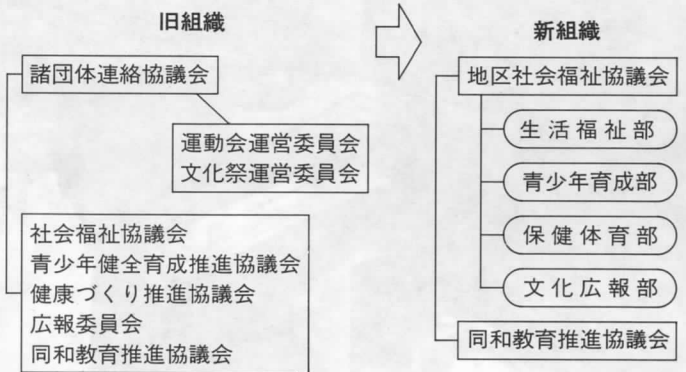 旧組織
諸団体連絡協議会
運動会運営委員会
文化祭運営委員会
社会福祉協議会
青少年健全育成推進協議会
健康づくり推進協議会
広報委員会
同和教育推進協議会
新組織
地区社会福祉協議会
生活福祉部
青少年育成部
保健体育部
文化広報部
同和教育推進協議会